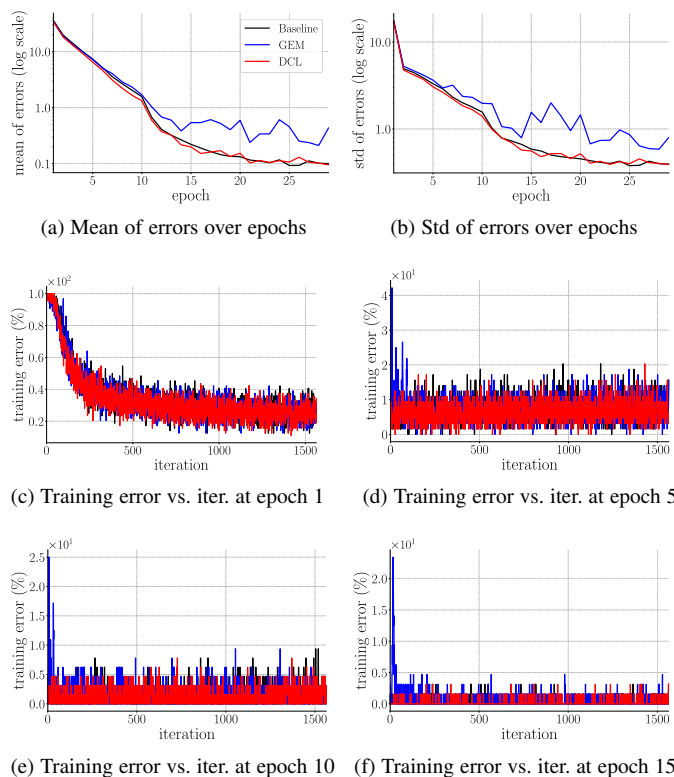 mean of errors (log scale)
10.0
1.0
0.1
5 10 15 20 25
epoch
Baseline
GEM
DCL
(a) Mean of errors over epochs
std of errors (log scale)
10.0
1.0
5 10 15 20 25
epoch
(b) Std of errors over epochs
×10²
training error (%)
1.0
0.8
0.6
0.4
0.2
0 500 1000 1500
iteration
(c) Training error vs. iter. at epoch 1
×10¹
training error (%)
4
3
2
1
0
0 500 1000 1500
iteration
(d) Training error vs. iter. at epoch 5
×10¹
training error (%)
2.5
2.0
1.5
1.0
0.5
0.0
0 500 1000 1500
iteration
(e) Training error vs. iter. at epoch 10
×10¹
training error (%)
2.0
1.5
1.0
0.5
0.0
0 500 1000 1500
iteration
(f) Training error vs. iter. at epoch 15